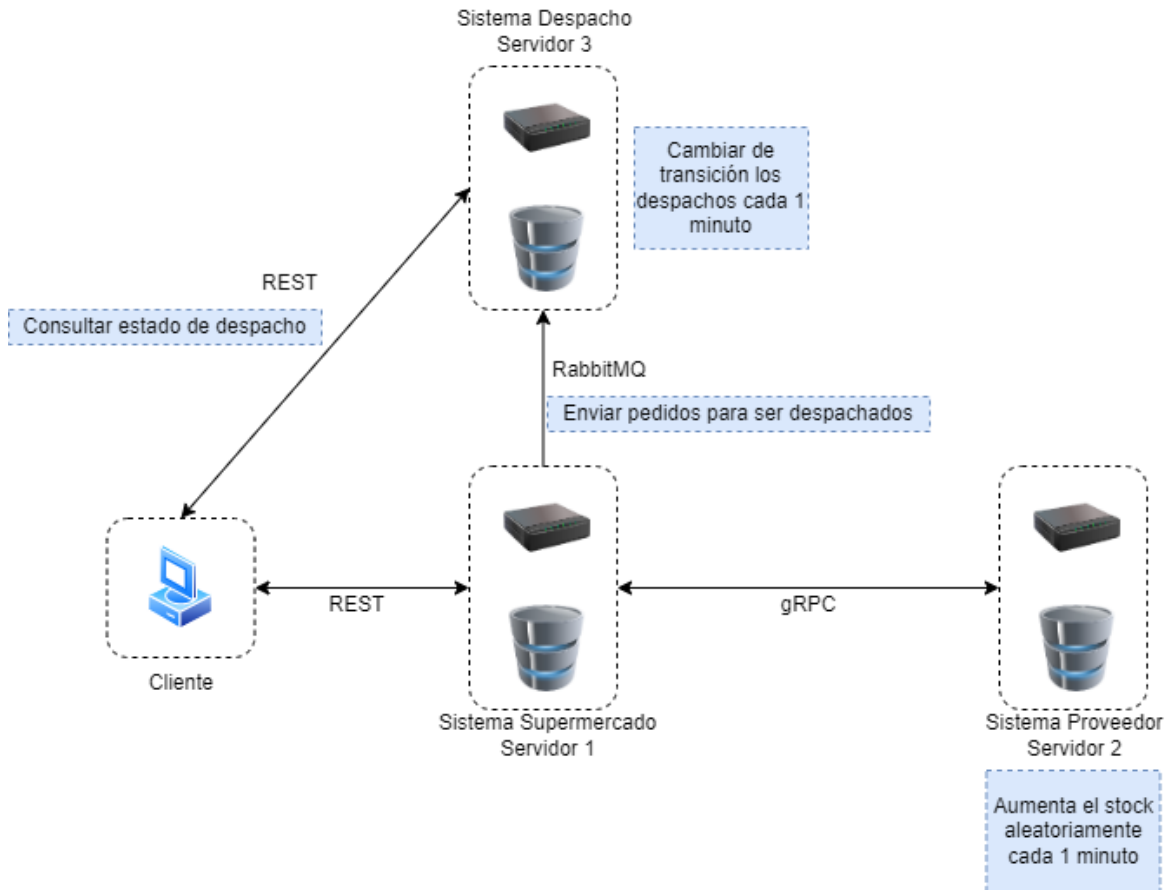 Sistema Despacho
Servidor 3
Cambiar de
transición los
despachos cada 1
minuto
REST
Consultar estado de despacho
RabbitMQ
Enviar pedidos para ser despachados
REST
gRPC
Cliente
Sistema Supermercado
Servidor 1
Sistema Proveedor
Servidor 2
Aumenta el stock
aleatoriamente
cada 1 minuto